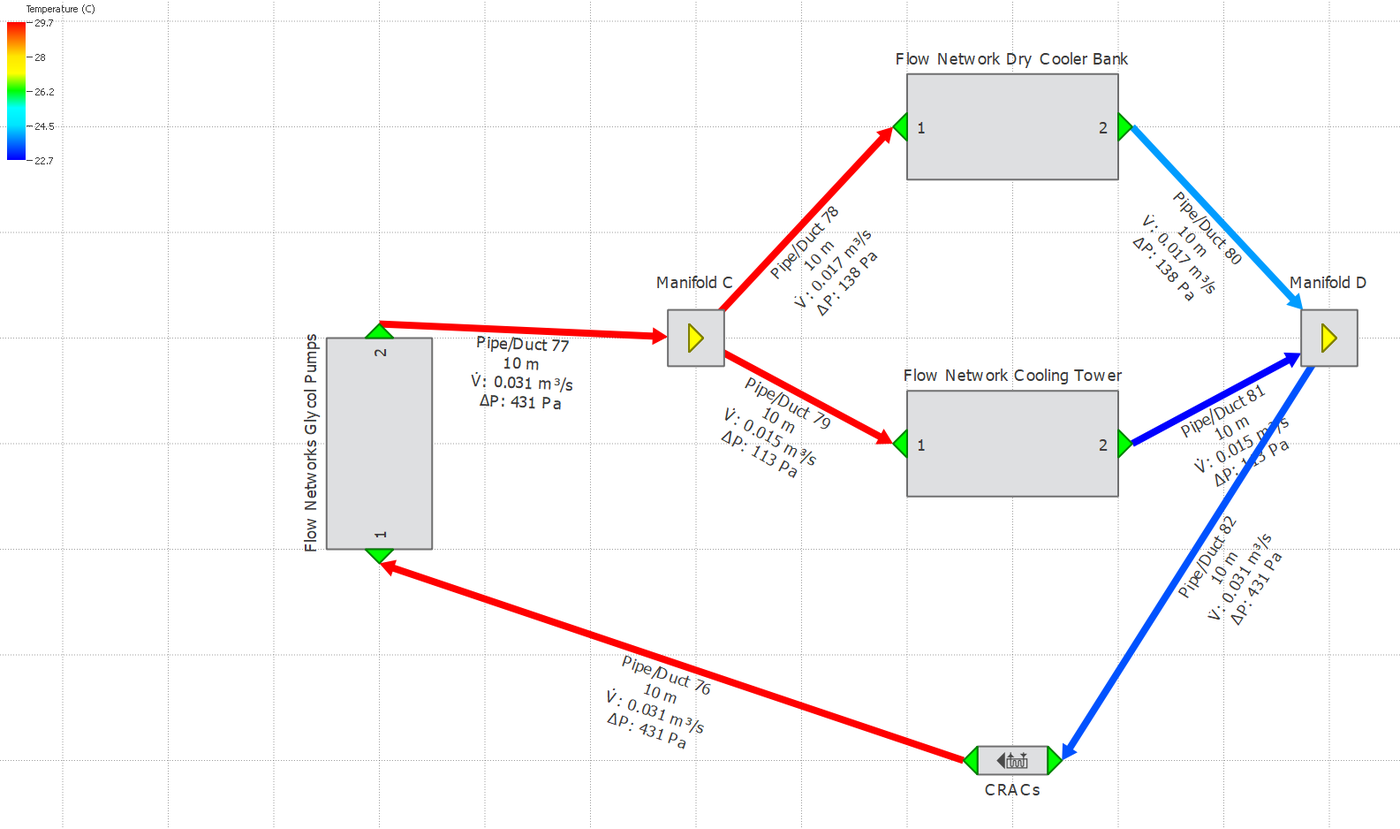 Temperature (C)
29.7
28
26.2
24.5
22.7
Flow Network Dry Cooler Bank
1
2
Pipe/Duct 78
10 m
V̇: 0.017 m³/s
ΔP: 138 Pa
Pipe/Duct 80
10 m
V̇: 0.017 m³/s
ΔP: 138 Pa
Manifold C
Manifold D
Flow Networks Glycol Pumps
2
1
Pipe/Duct 77
10 m
V̇: 0.031 m³/s
ΔP: 431 Pa
Flow Network Cooling Tower
1
2
Pipe/Duct 79
10 m
V̇: 0.015 m³/s
ΔP: 113 Pa
Pipe/Duct 81
10 m
V̇: 0.015 m³/s
ΔP: 113 Pa
Pipe/Duct 82
10 m
V̇: 0.031 m³/s
ΔP: 431 Pa
Pipe/Duct 76
10 m
V̇: 0.031 m³/s
ΔP: 431 Pa
CRACs